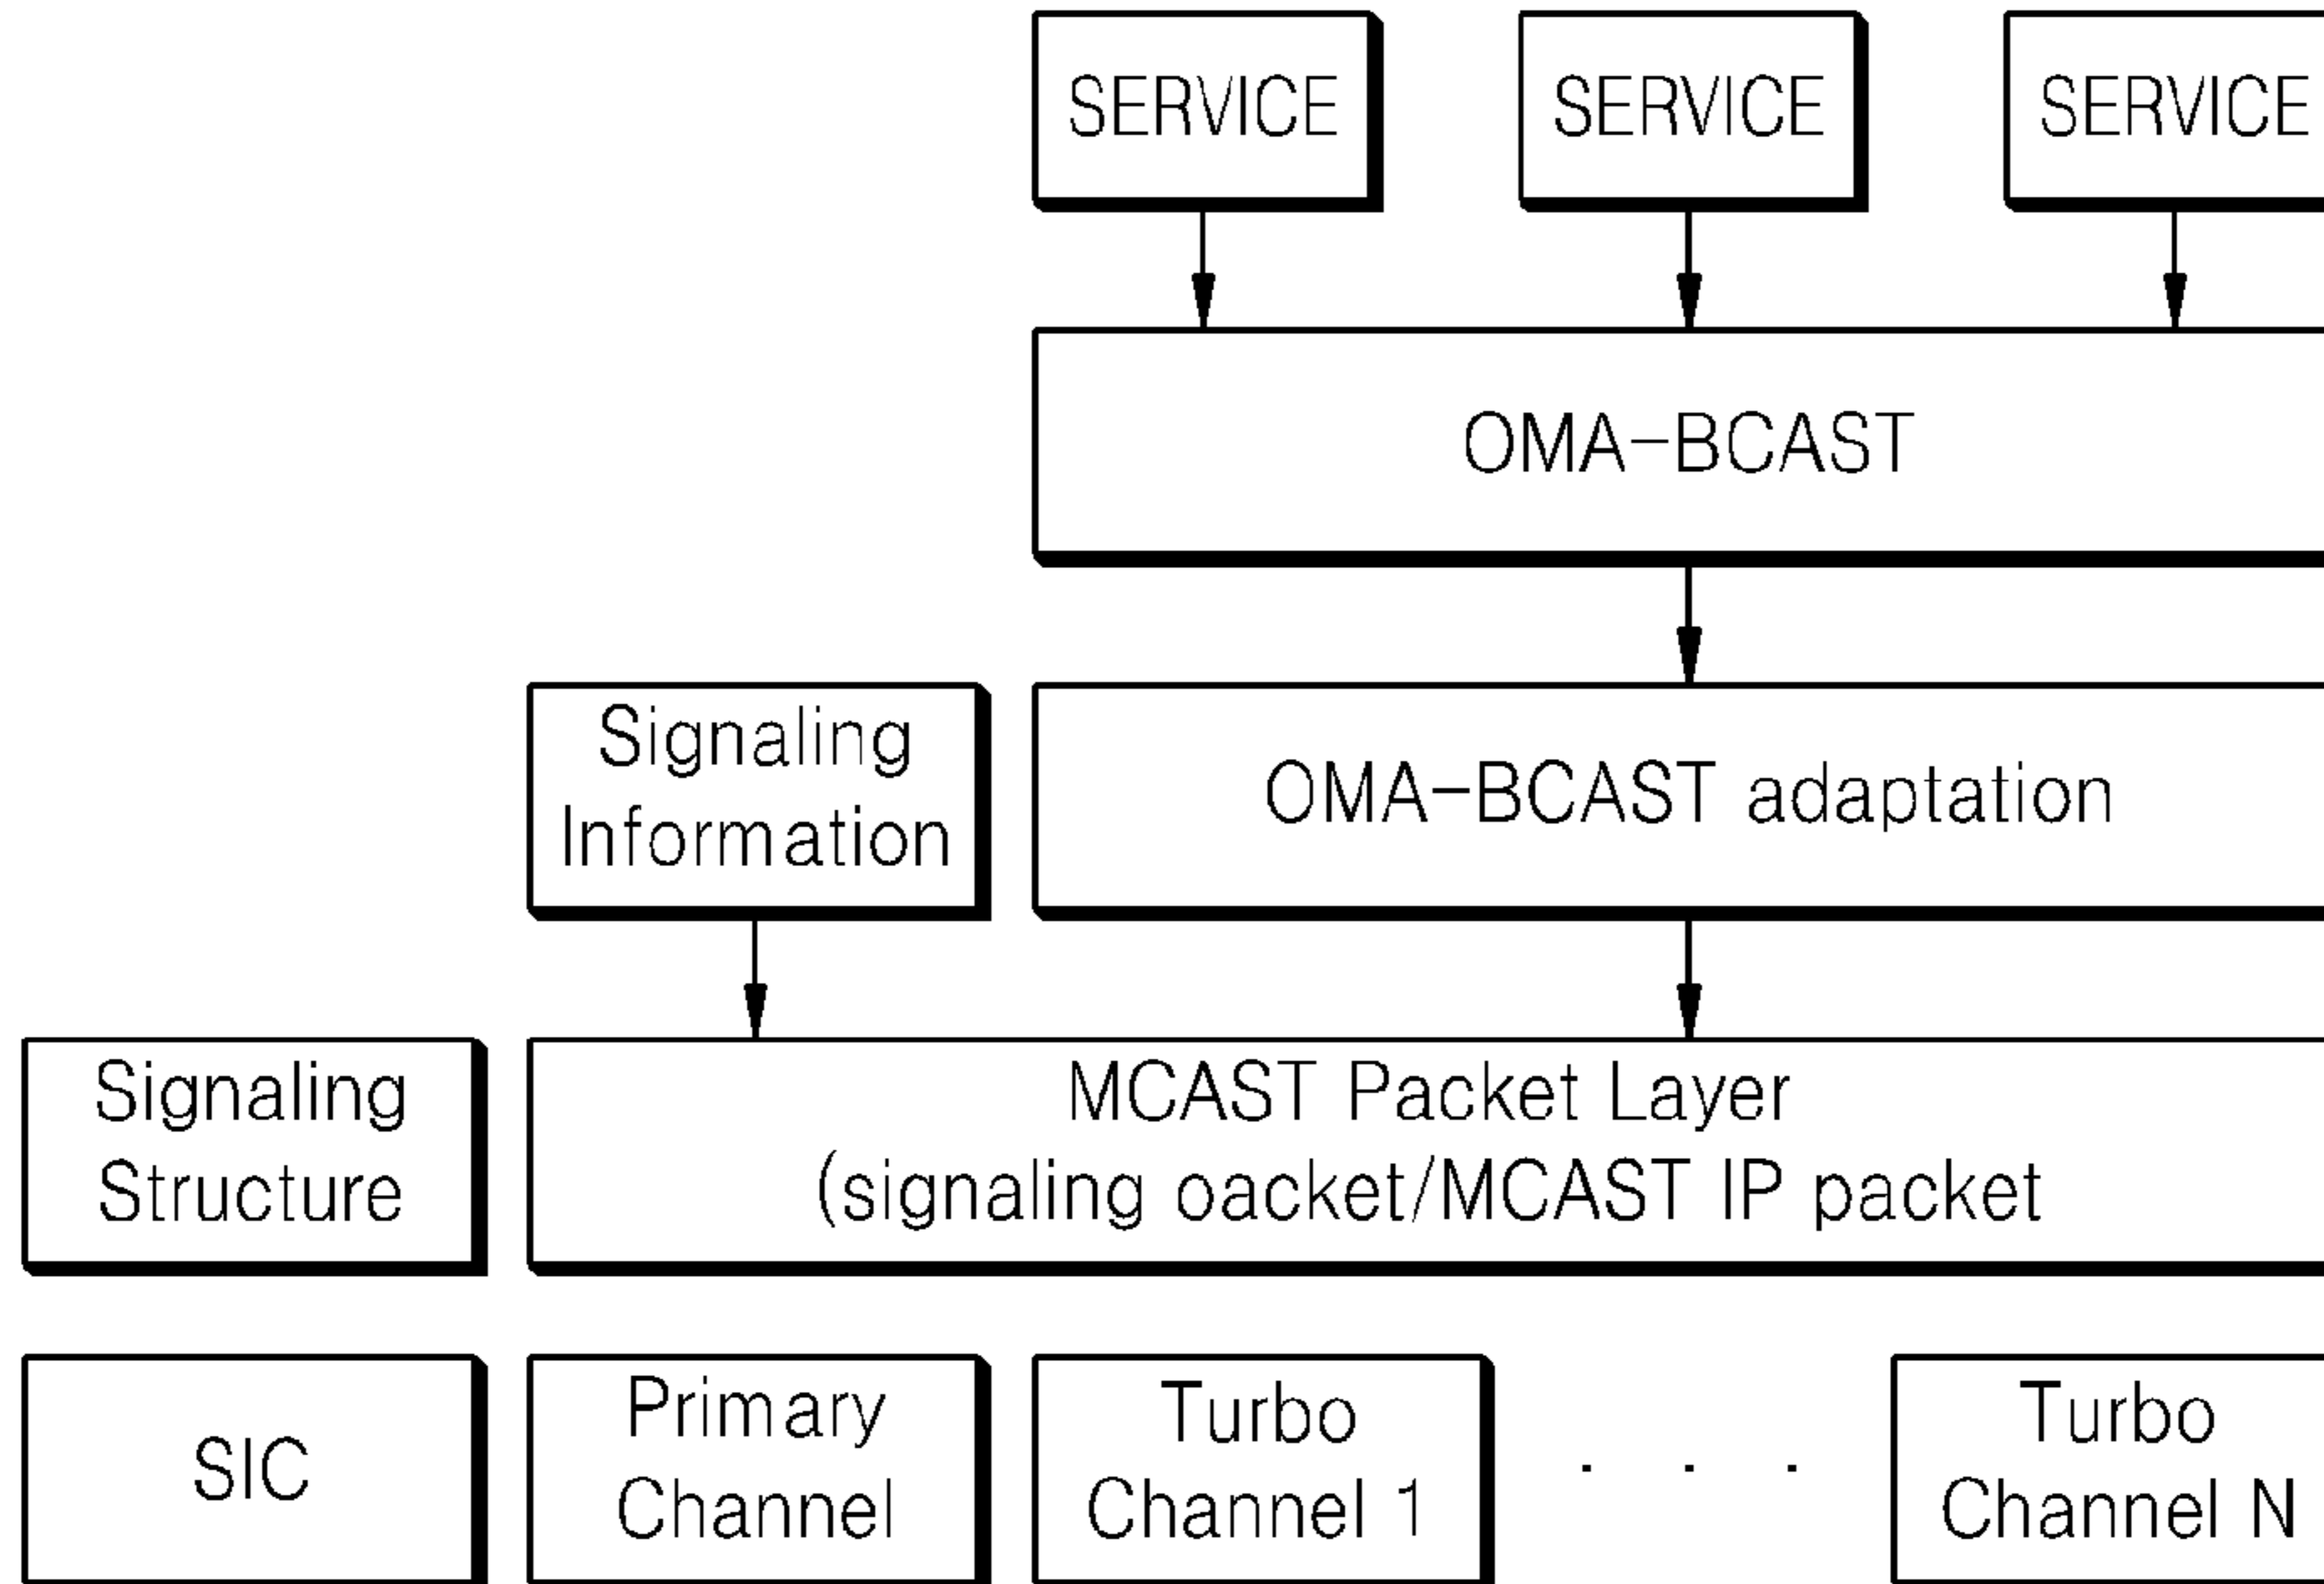 SERVICE
SERVICE
SERVICE
OMA-BCAST
Signaling
Information
OMA-BCAST adaptation
Signaling
Structure
MCAST Packet Layer
(signaling oacket/MCAST IP packet
SIC
Primary
Channel
Turbo
Channel 1
. . .
Turbo
Channel N